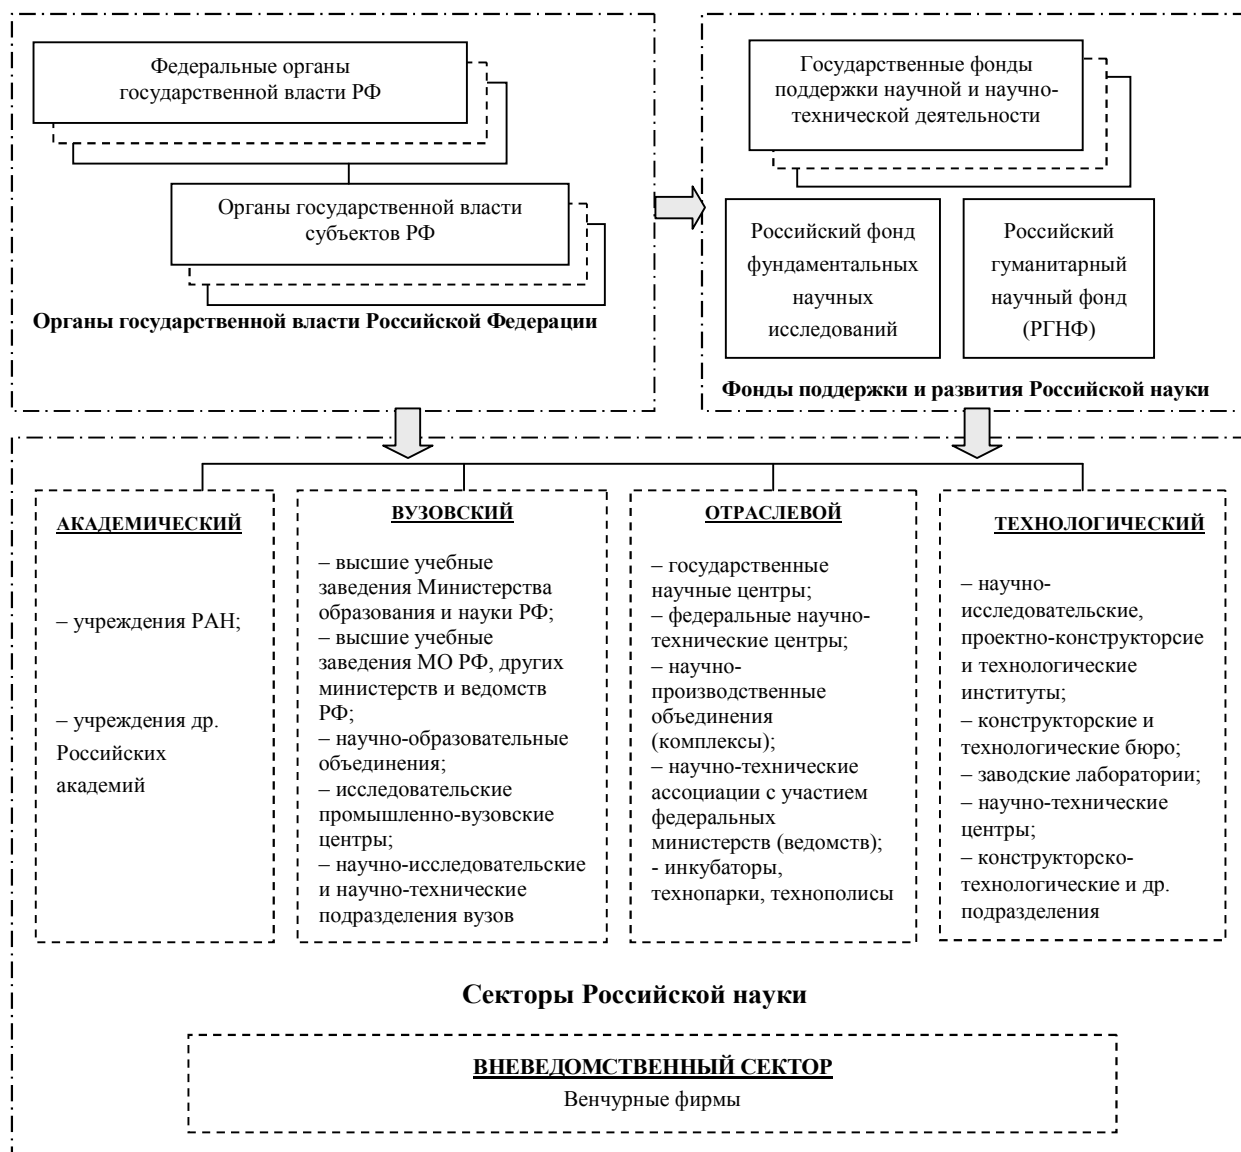 Федеральные органы
государственной власти РФ
Органы государственной власти
субъектов РФ
Органы государственной власти Российской Федерации
Государственные фонды
поддержки научной и научно-
технической деятельности
Российский фонд
фундаментальных
научных
исследований
Российский
гуманитарный
научный фонд
(РГНФ)
Фонды поддержки и развития Российской науки
АКАДЕМИЧЕСКИЙ
– учреждения РАН;
– учреждения др.
Российских
академий
ВУЗОВСКИЙ
– высшие учебные
заведения Министерства
образования и науки РФ;
– высшие учебные
заведения МО РФ, других
министерств и ведомств
РФ;
– научно-образовательные
объединения;
– исследовательские
промышленно-вузовские
центры;
– научно-исследовательские
и научно-технические
подразделения вузов
ОТРАСЛЕВОЙ
– государственные
научные центры;
– федеральные научно-
технические центры;
– научно-
производственные
объединения
(комплексы);
– научно-технические
ассоциации с участием
федеральных
министерств (ведомств);
- инкубаторы,
технопарки, технополисы
ТЕХНОЛОГИЧЕСКИЙ
– научно-
исследовательские,
проектно-конструкторсие
и технологические
институты;
– конструкторские и
технологические бюро;
– заводские лаборатории;
– научно-технические
центры;
– конструкторско-
технологические и др.
подразделения
Секторы Российской науки
ВНЕВЕДОМСТВЕННЫЙ СЕКТОР
Венчурные фирмы